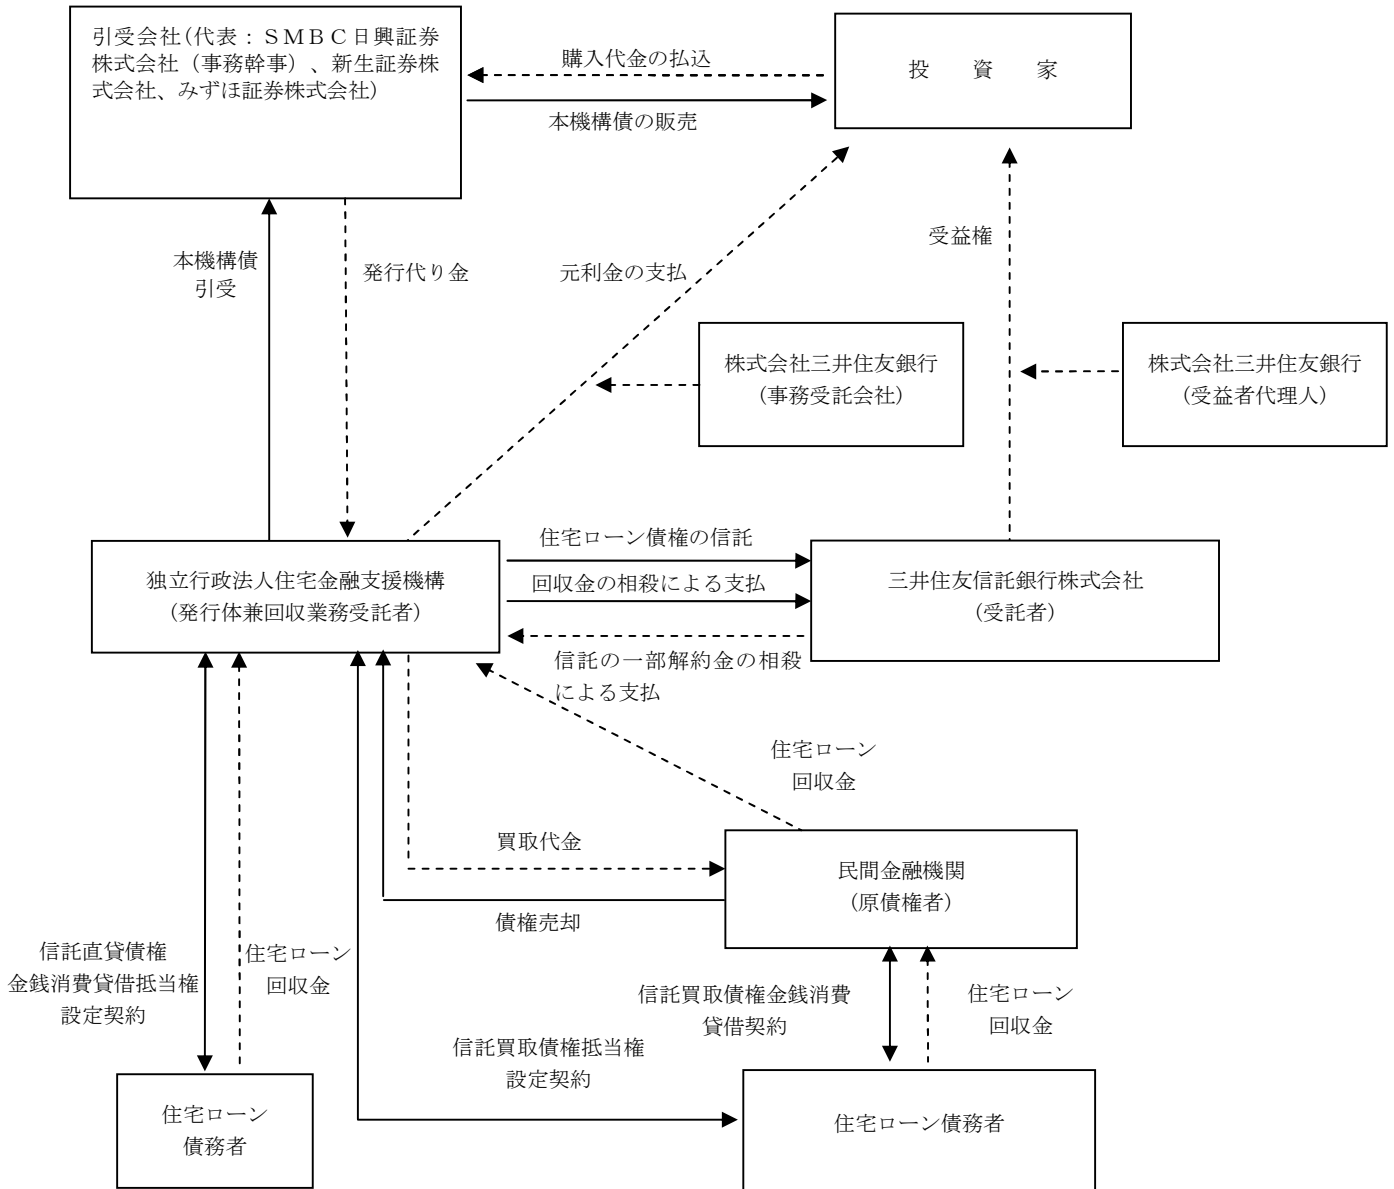 引受会社(代表：ＳＭＢＣ日興証券
株式会社（事務幹事）、新生証券株
式会社、みずほ証券株式会社)
購入代金の払込
本機構債の販売
投　資　家
受益権
本機構債
引受
発行代り金
元利金の支払
株式会社三井住友銀行
（事務受託会社）
株式会社三井住友銀行
（受益者代理人）
独立行政法人住宅金融支援機構
（発行体兼回収業務受託者）
住宅ローン債権の信託
回収金の相殺による支払
信託の一部解約金の相殺
による支払
三井住友信託銀行株式会社
（受託者）
住宅ローン
回収金
買取代金
債権売却
民間金融機関
（原債権者）
信託直貸債権
金銭消費貸借抵当権
設定契約
住宅ローン
回収金
信託買取債権金銭消費
貸借契約
住宅ローン
回収金
信託買取債権抵当権
設定契約
住宅ローン
債務者
住宅ローン債務者